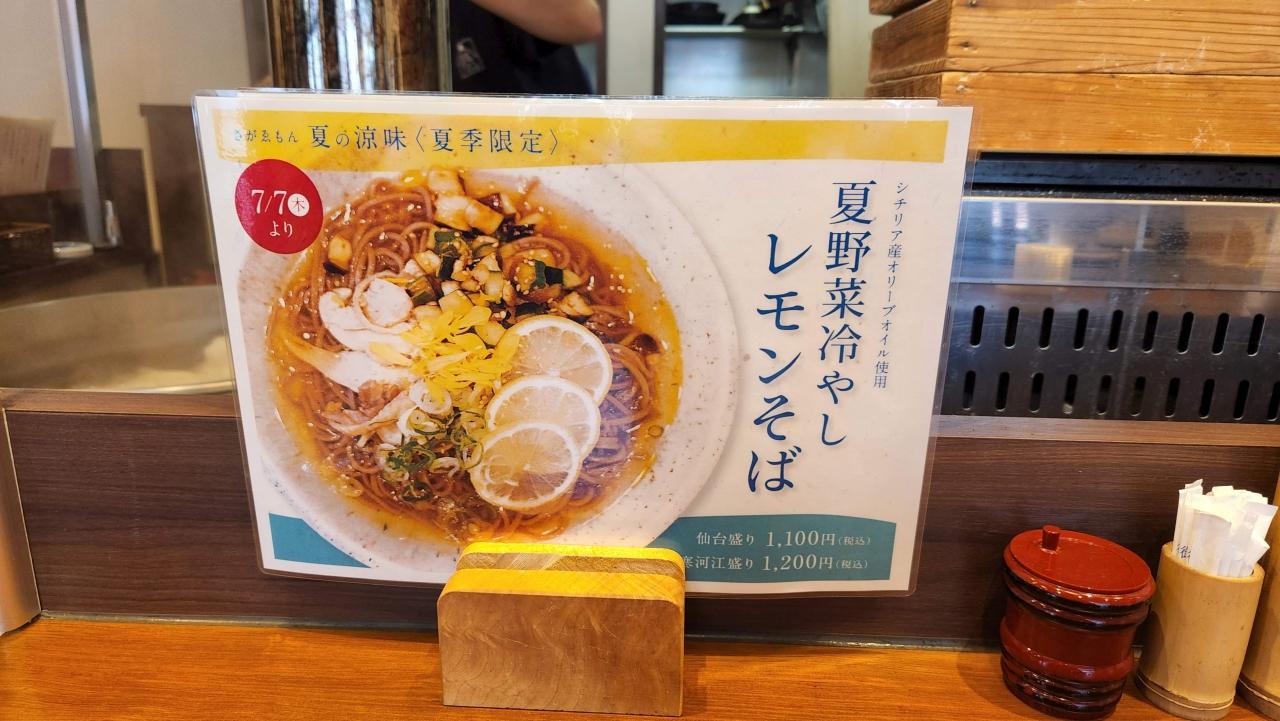 さがゑもん 夏の涼味〈夏季限定〉
7/7㊍
より
シチリア産オリーブオイル使用
夏野菜冷やし
レモンそば
仙台盛り 1,100円(税込)
寒河江盛り 1,200円(税込)